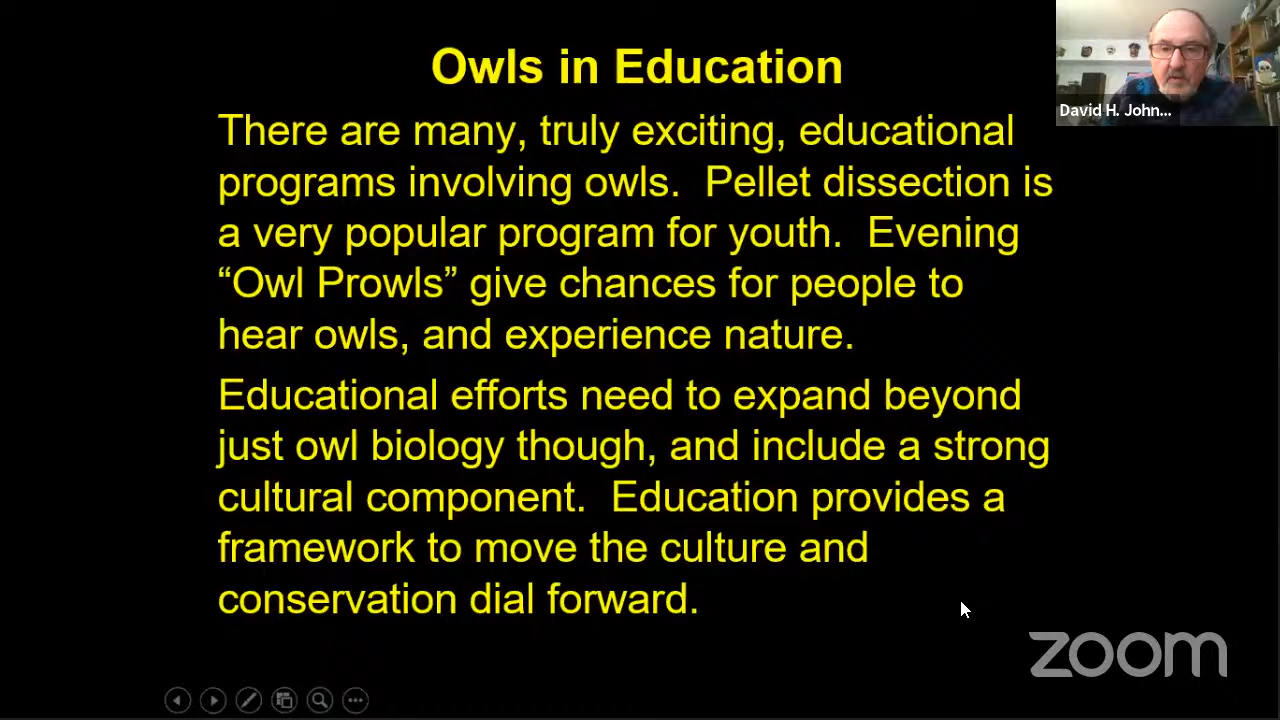 Owls in Education
There are many, truly exciting, educational
programs involving owls.  Pellet dissection is
a very popular program for youth.  Evening
“Owl Prowls” give chances for people to
hear owls, and experience nature.
Educational efforts need to expand beyond
just owl biology though, and include a strong
cultural component.  Education provides a
framework to move the culture and
conservation dial forward.
David H. John...
zoom